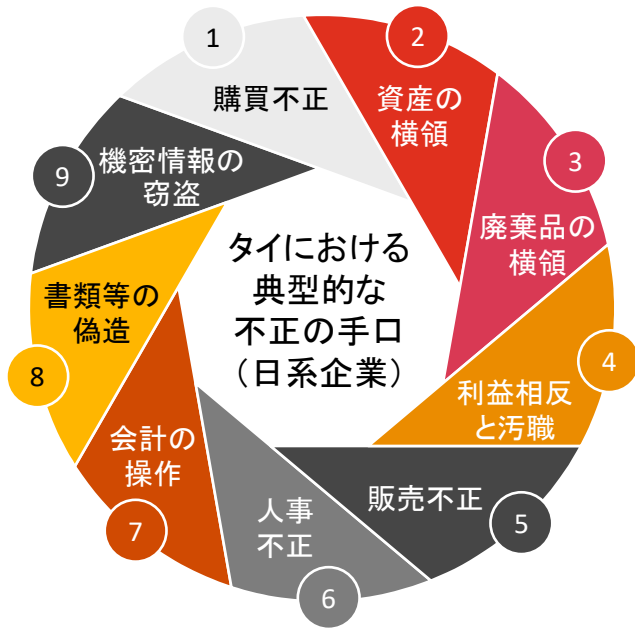 タイにおける
典型的な
不正の手口
（日系企業）
1
購買不正
2
資産の
横領
3
廃棄品の
横領
4
利益相反
と汚職
5
販売不正
6
人事
不正
7
会計の
操作
8
書類等の
偽造
9
機密情報の
窃盗